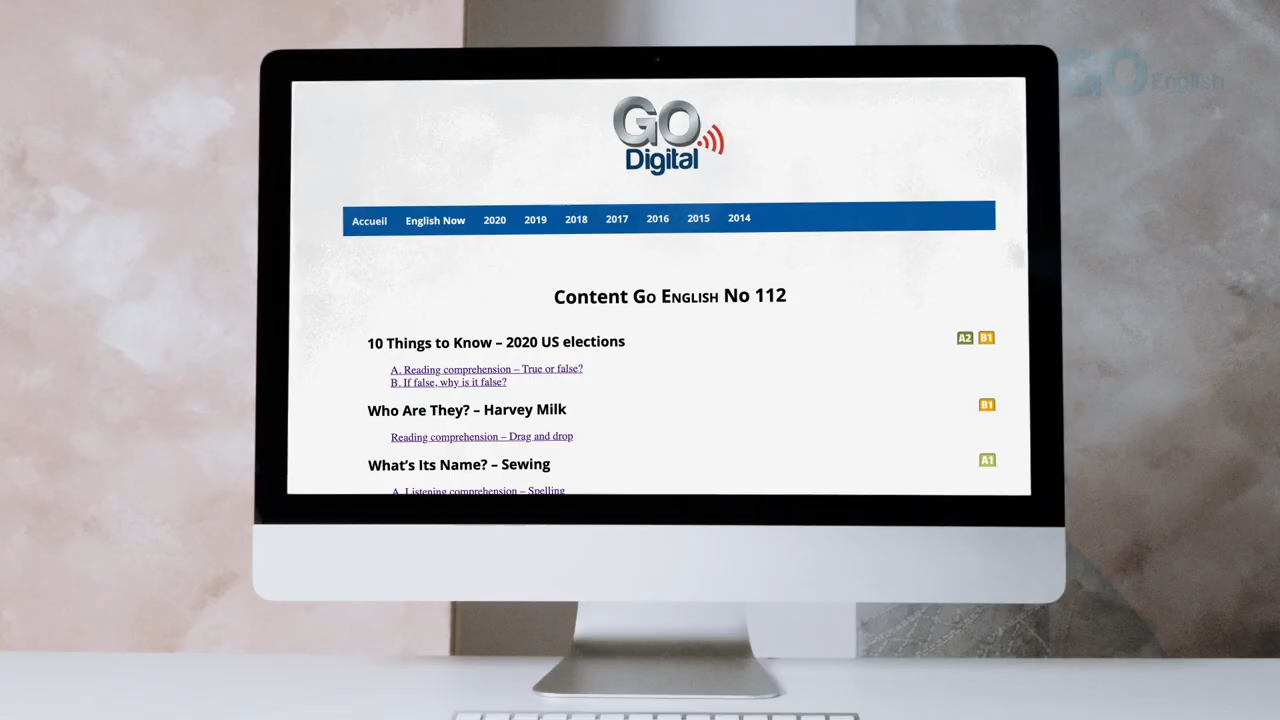 GO English
GO
Digital
Accueil English Now 2020 2019 2018 2017 2016 2015 2014
Content Go English No 112
10 Things to Know – 2020 US elections A2 B1
A. Reading comprehension – True or false?
B. If false, why is it false?
Who Are They? – Harvey Milk B1
Reading comprehension – Drag and drop
What's Its Name? – Sewing A1
A. Listening comprehension – Spelling